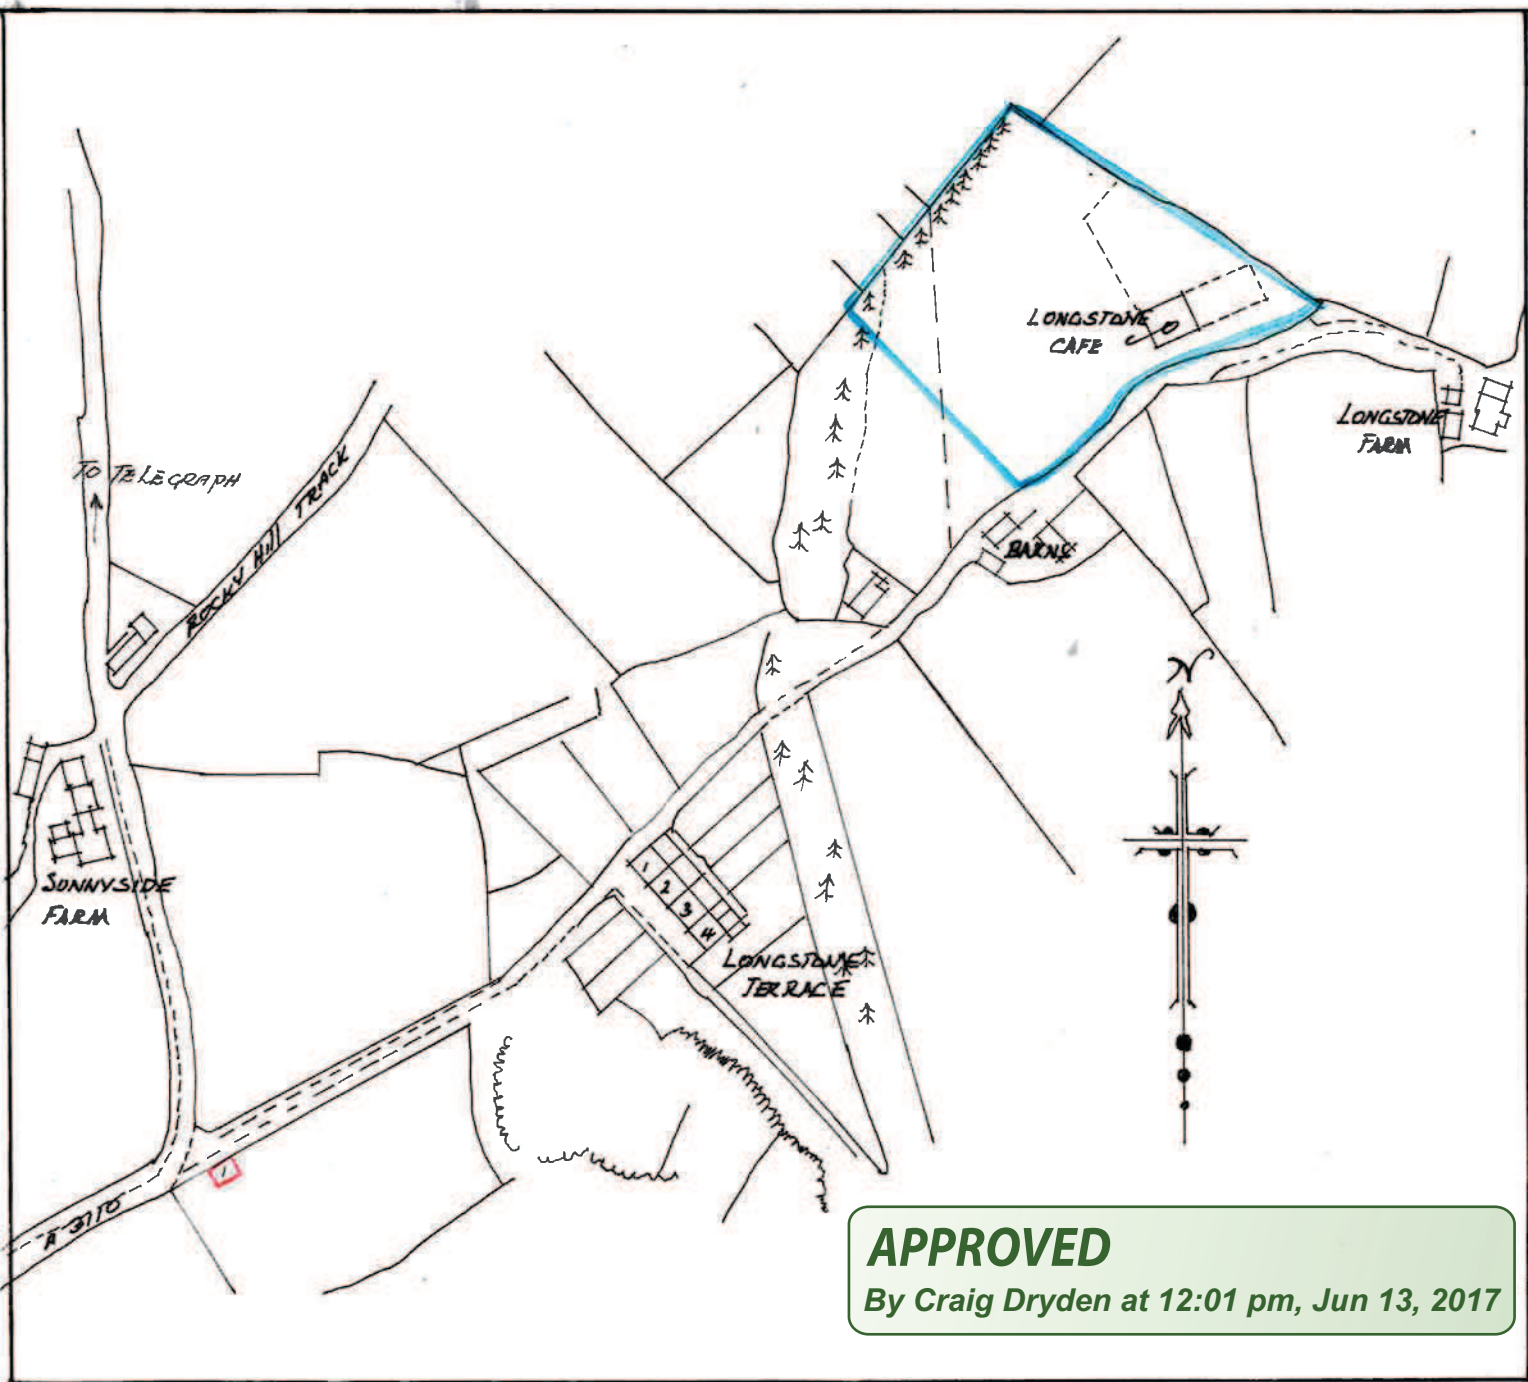 LONGSTONE
CAFE
LONGSTONE
FARM
TO TELEGRAPH
ROCKY Hill TRACK
BARNS
N
SUNNYSIDE
FARM
1
2
3
4
LONGSTONE
TERRACE
1
A 3110
APPROVED
By Craig Dryden at 12:01 pm, Jun 13, 2017